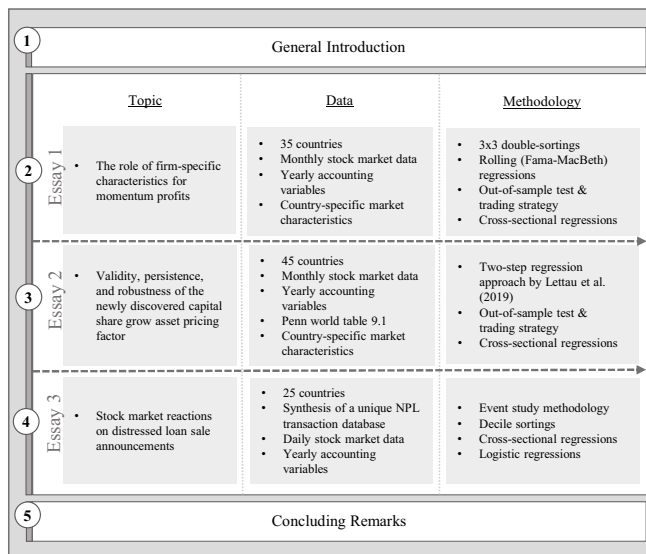 1
General Introduction
Topic
Data
Methodology
2
Essay 1
• The role of firm-specific
characteristics for
momentum profits
• 35 countries
• Monthly stock market data
• Yearly accounting
variables
• Country-specific market
characteristics
• 3x3 double-sortings
• Rolling (Fama-MacBeth)
regressions
• Out-of-sample test &
trading strategy
• Cross-sectional regressions
3
Essay 2
• Validity, persistence,
and robustness of the
newly discovered capital
share grow asset pricing
factor
• 45 countries
• Monthly stock market data
• Yearly accounting
variables
• Penn world table 9.1
• Country-specific market
characteristics
• Two-step regression
approach by Lettau et al.
(2019)
• Out-of-sample test &
trading strategy
• Cross-sectional regressions
4
Essay 3
• Stock market reactions
on distressed loan sale
announcements
• 25 countries
• Synthesis of a unique NPL
transaction database
• Daily stock market data
• Yearly accounting
variables
• Event study methodology
• Decile sortings
• Cross-sectional regressions
• Logistic regressions
5
Concluding Remarks